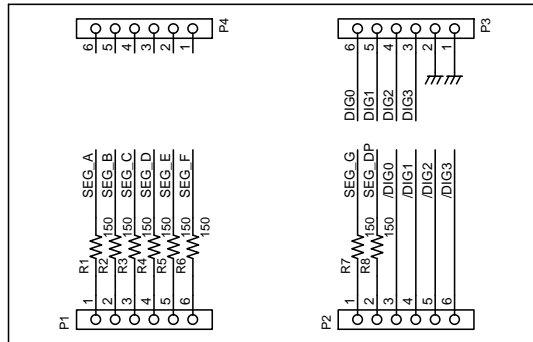 P4
6 5 4 3 2 1
P3
6 5 4 3 2 1
DIG0 DIG1 DIG2 DIG3
SEG_A SEG_B SEG_C SEG_D SEG_E SEG_F
SEG_G SEG_DP /DIG0 /DIG1 /DIG2 /DIG3
150 150 150 150 150 150
150 150
R1 R2 R3 R4 R5 R6
R7 R8
1 2 3 4 5 6
P1
1 2 3 4 5 6
P2